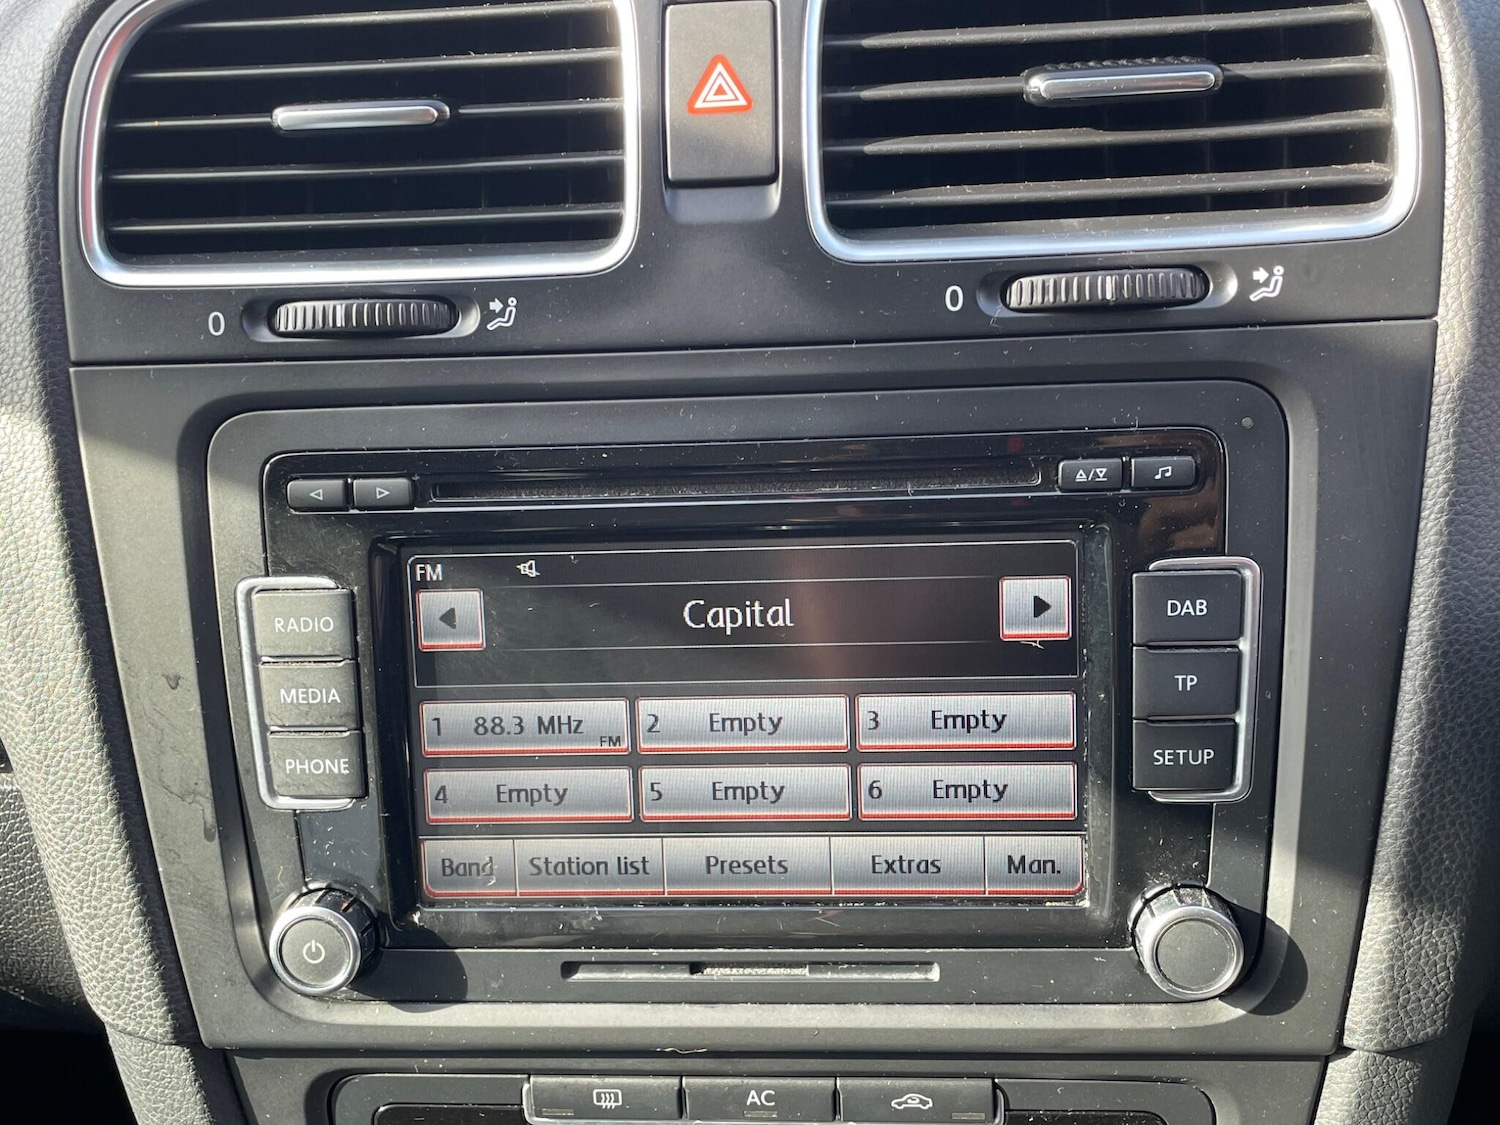 0
0
FM
Capital
RADIO
MEDIA
PHONE
DAB
TP
SETUP
1 88.3 MHz FM
2 Empty
3 Empty
4 Empty
5 Empty
6 Empty
Band Station list Presets Extras Man.
AC